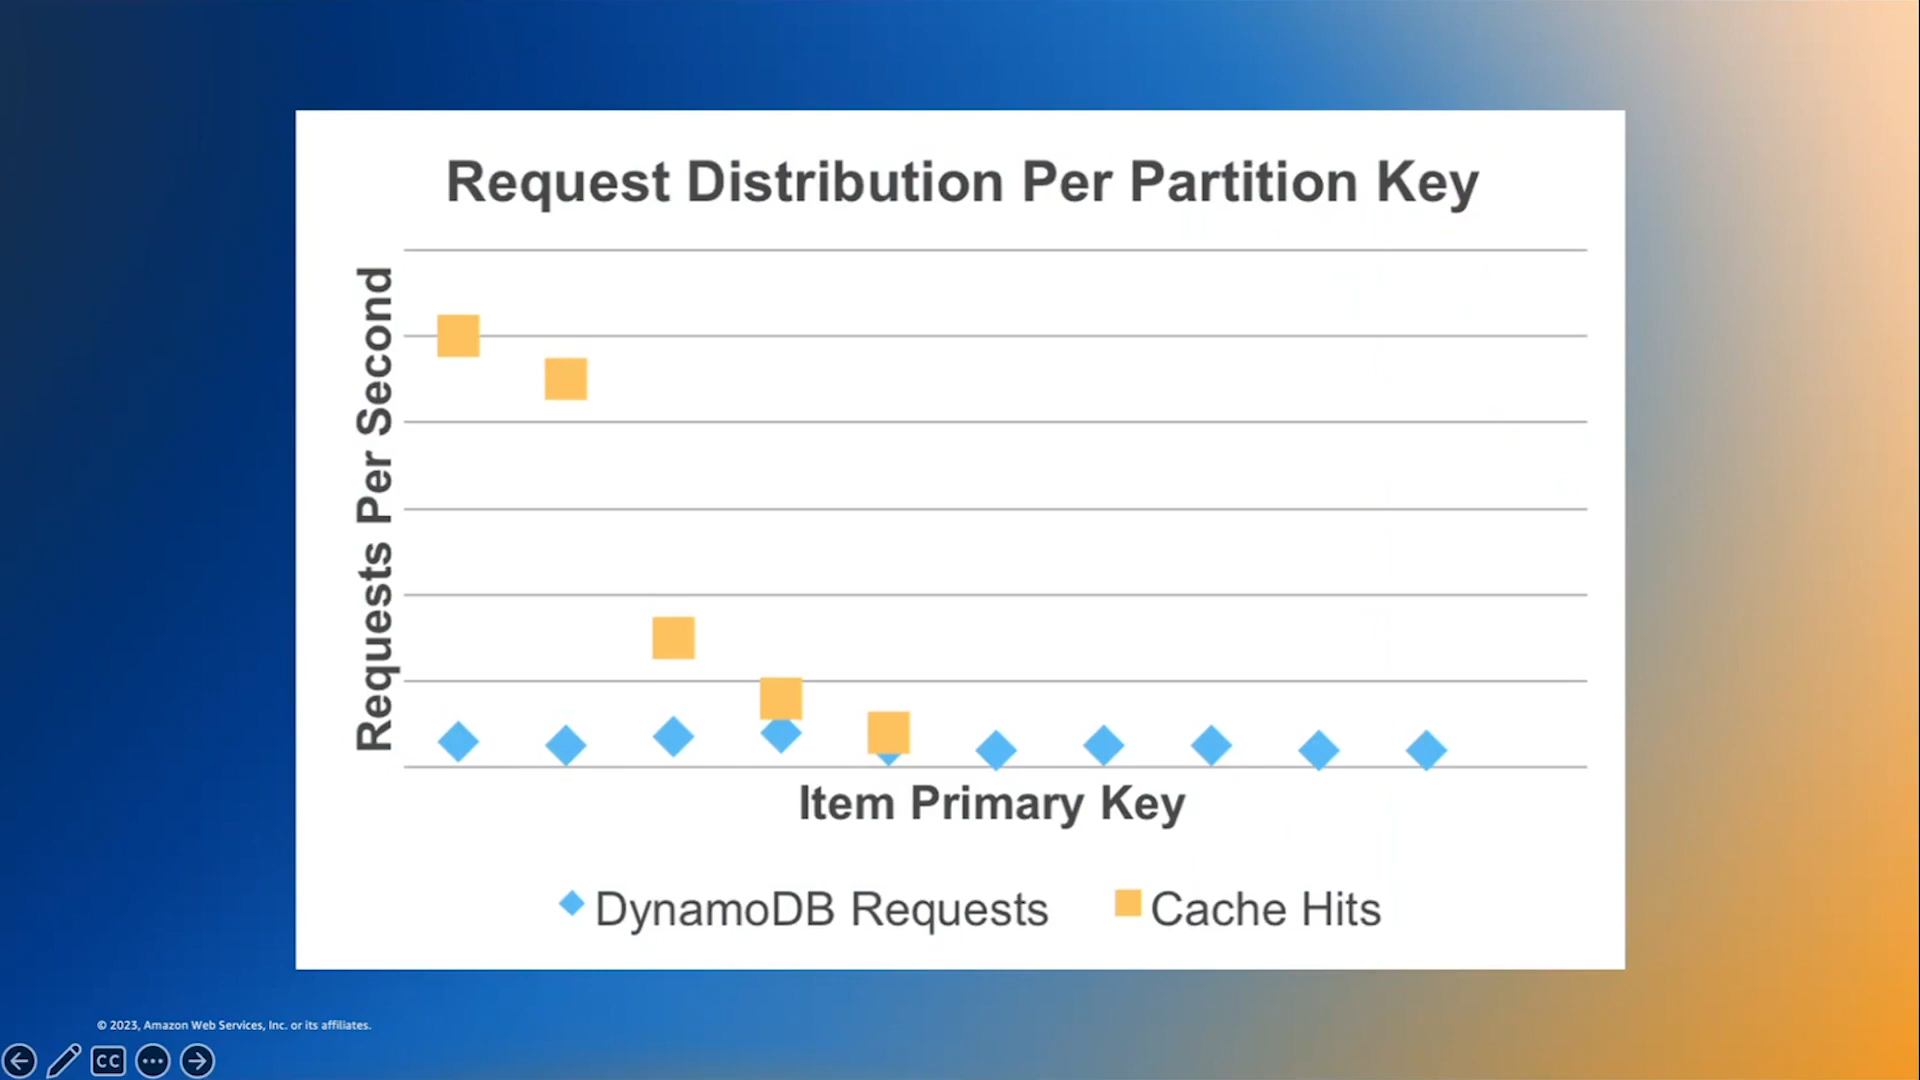 Request Distribution Per Partition Key
Requests Per Second
Item Primary Key
DynamoDB Requests
Cache Hits
© 2023, Amazon Web Services, Inc. or its affiliates.
CC